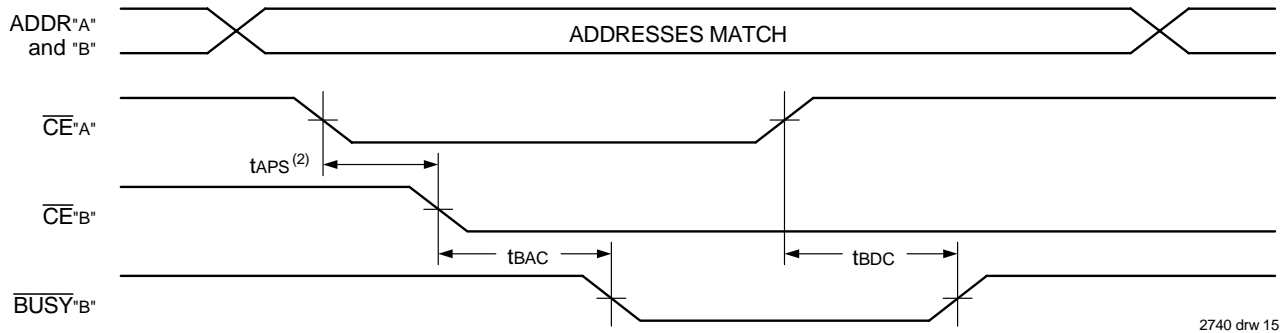 ADDR"A"
and "B"
ADDRESSES MATCH
CE"A"
tAPS(2)
CE"B"
tBAC
tBDC
BUSY"B"
2740 drw 15